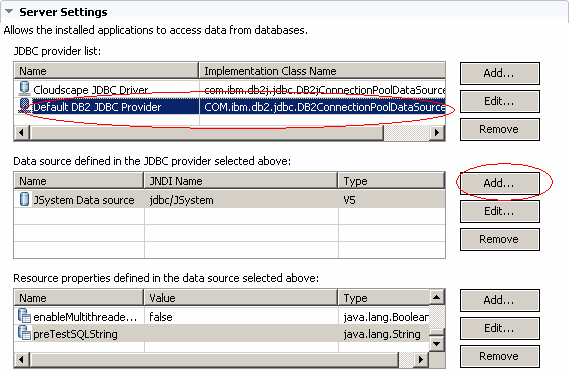 Server Settings
Allows the installed applications to access data from databases.
JDBC provider list:
Name Implementation Class Name
Add...
Cloudscape JDBC Driver com.ibm.db2j.jdbc.DB2jConnectionPoolDataSource
Default DB2 JDBC Provider COM.ibm.db2.jdbc.DB2ConnectionPoolDataSource
Edit...
Remove
Data source defined in the JDBC provider selected above:
Name JNDI Name Type
Add...
JSystem Data source jdbc/JSystem V5
Edit...
Remove
Resource properties defined in the data source selected above:
Name Value Type
Add...
enableMultithreade... false java.lang.Boolean
preTestSQLString java.lang.String
Edit...
Remove